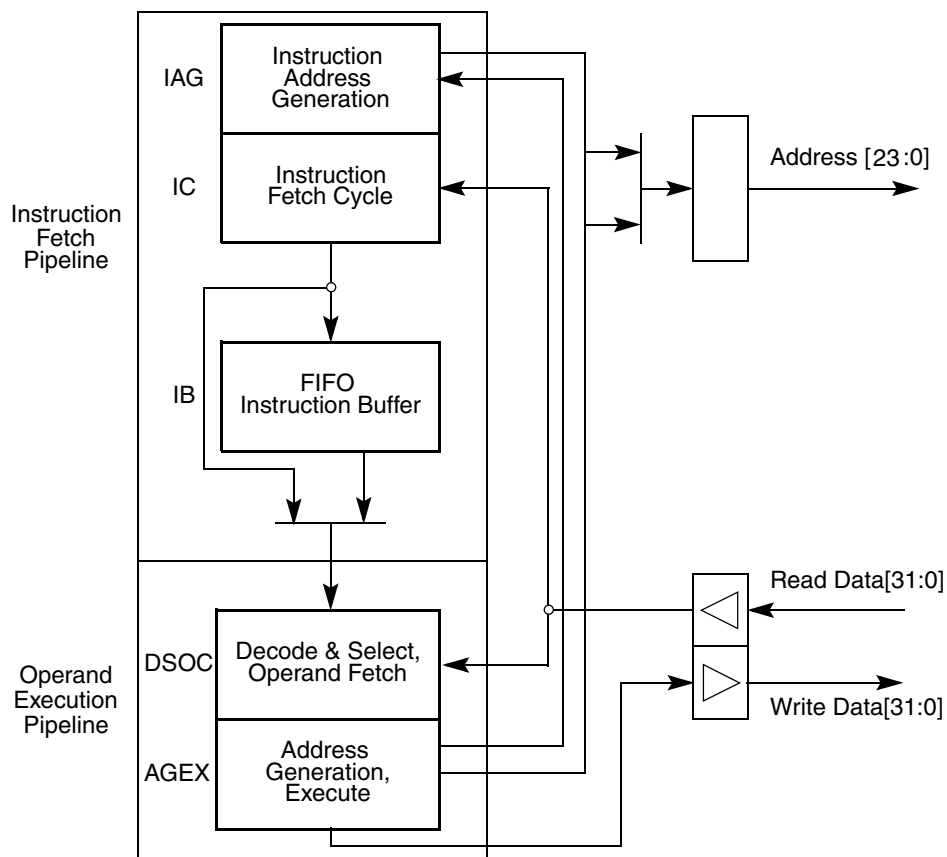 IAG
Instruction
Address
Generation
IC
Instruction
Fetch Cycle
Address [23:0]
Instruction
Fetch
Pipeline
IB
FIFO
Instruction Buffer
Read Data[31:0]
DSOC
Decode & Select,
Operand Fetch
Operand
Execution
Pipeline
Write Data[31:0]
AGEX
Address
Generation,
Execute